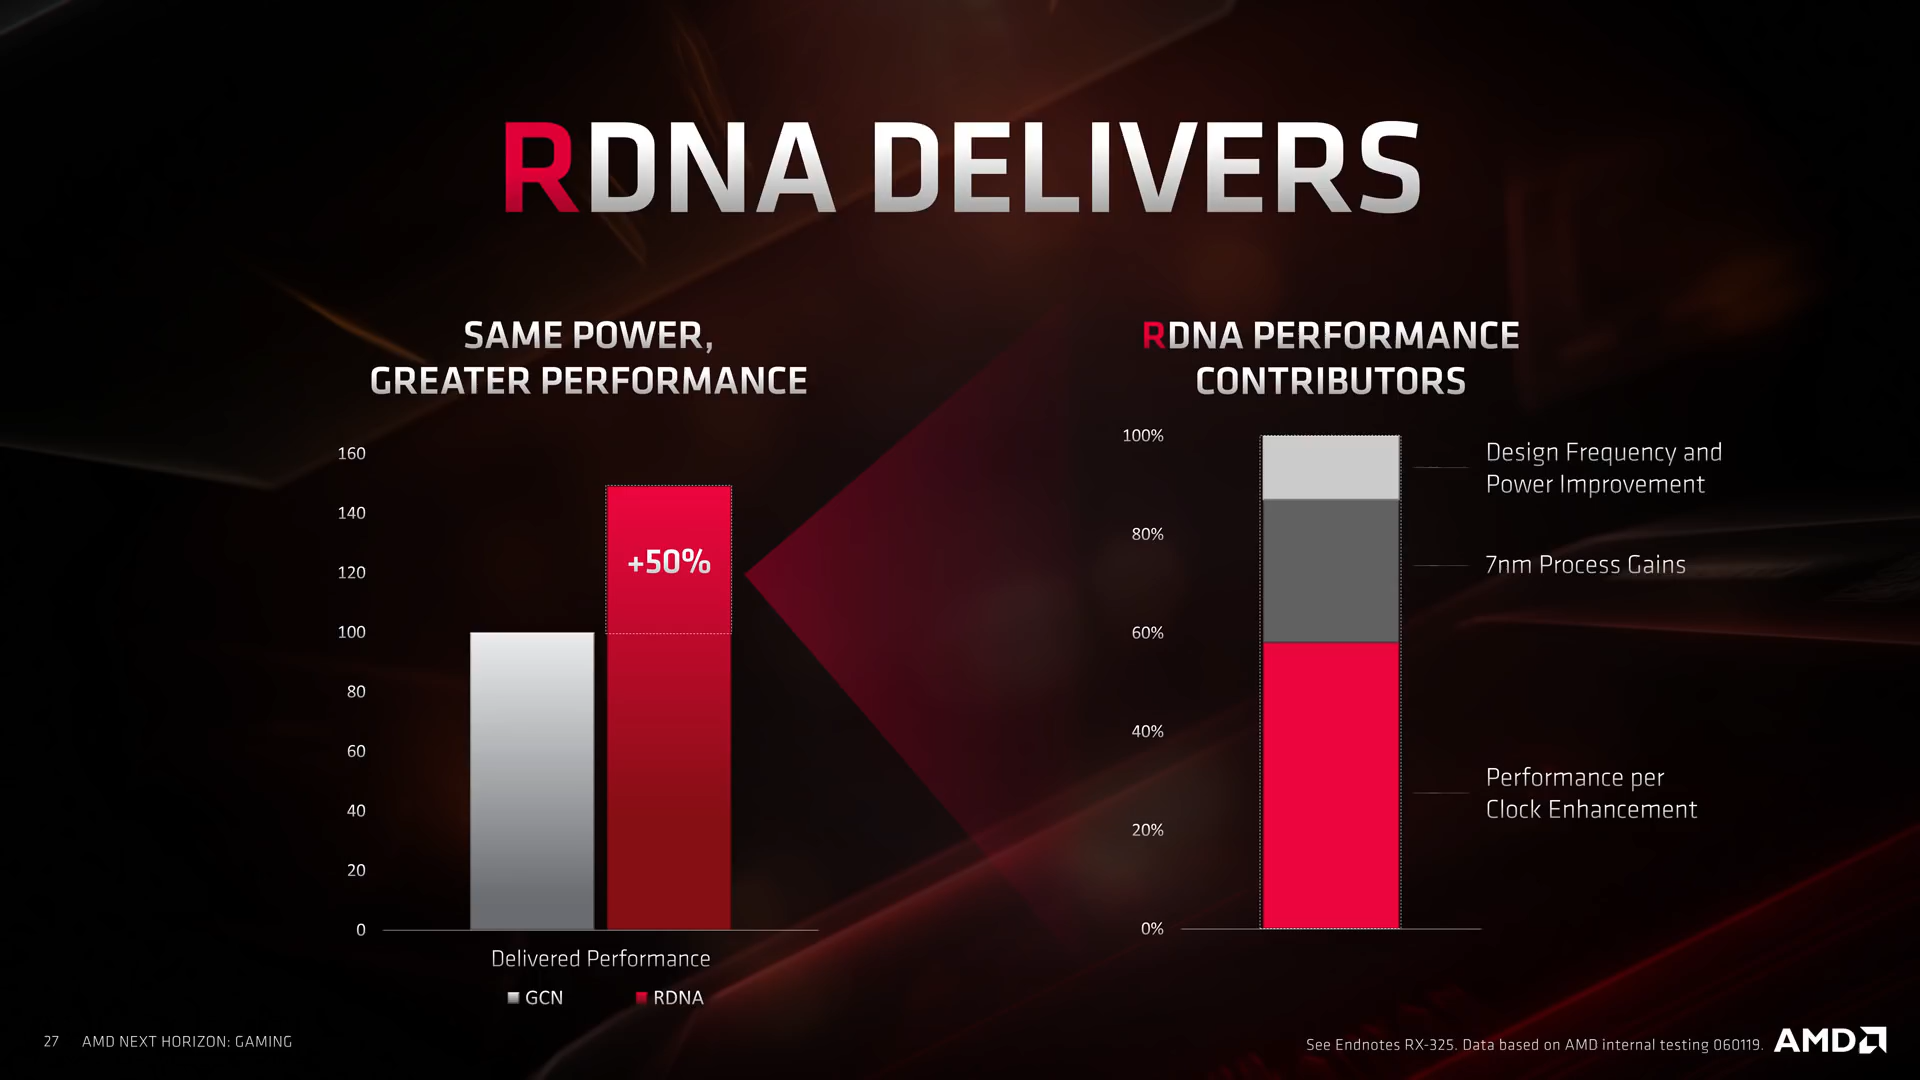 RDNA DELIVERS
SAME POWER,
GREATER PERFORMANCE
160
140
120
100
80
60
40
20
0
+50%
Delivered Performance
GCN RDNA
RDNA PERFORMANCE
CONTRIBUTORS
100%
80%
60%
40%
20%
0%
Design Frequency and
Power Improvement
7nm Process Gains
Performance per
Clock Enhancement
27 AMD NEXT HORIZON: GAMING
See Endnotes RX-325. Data based on AMD internal testing 060119.
AMD